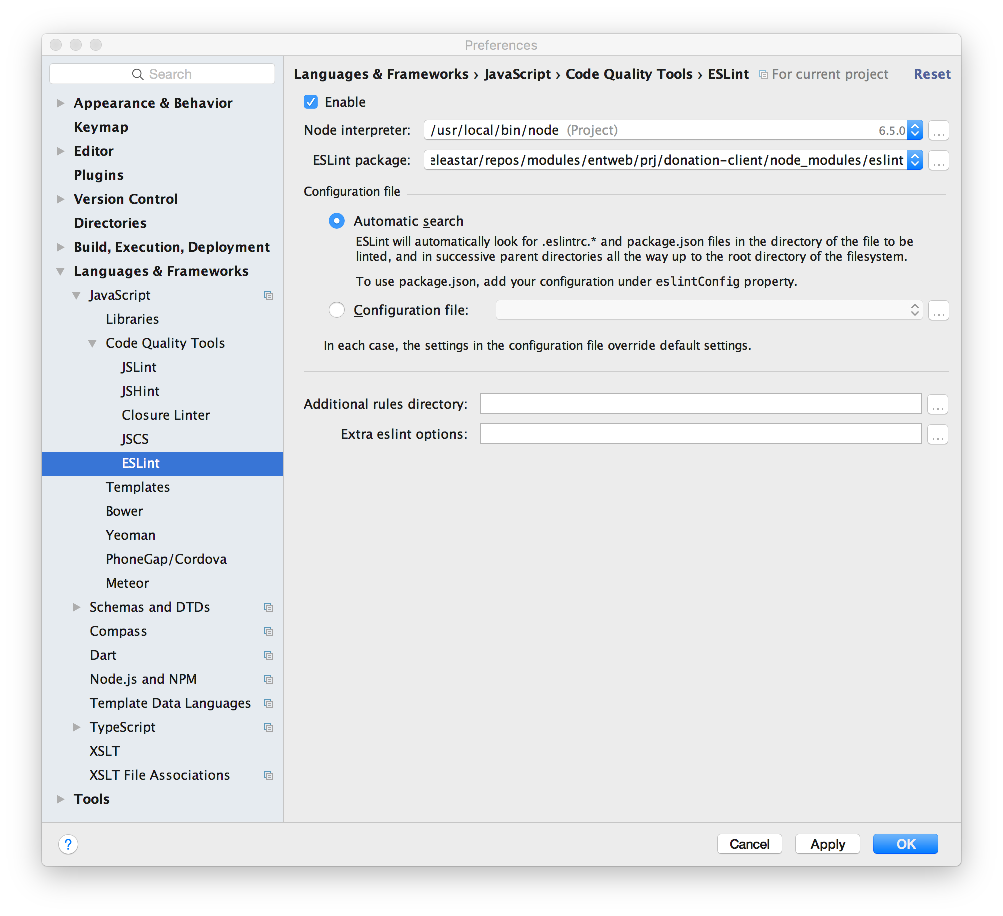 Preferences
Search
Appearance & Behavior
Keymap
Editor
Plugins
Version Control
Directories
Build, Execution, Deployment
Languages & Frameworks
JavaScript
Libraries
Code Quality Tools
JSLint
JSHint
Closure Linter
JSCS
ESLint
Templates
Bower
Yeoman
PhoneGap/Cordova
Meteor
Schemas and DTDs
Compass
Dart
Node.js and NPM
Template Data Languages
TypeScript
XSLT
XSLT File Associations
Tools
Languages & Frameworks › JavaScript › Code Quality Tools › ESLint For current project Reset
Enable
Node interpreter: /usr/local/bin/node (Project) 6.5.0 ...
ESLint package: eleastar/repos/modules/entweb/prj/donation-client/node_modules/eslint ...
Configuration file
Automatic search
ESLint will automatically look for .eslintrc.* and package.json files in the directory of the file to be
linted, and in successive parent directories all the way up to the root directory of the filesystem.
To use package.json, add your configuration under eslintConfig property.
Configuration file: ...
In each case, the settings in the configuration file override default settings.
Additional rules directory: ...
Extra eslint options: ...
? Cancel Apply OK